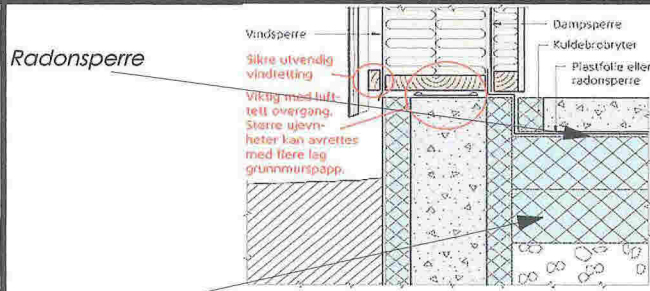 Radonsperre
Vindsperre
Sikre utvendig
vindtetting
Viktig med luft-
tett overgang.
Større ujevn-
heter kan avrettes
med flere lag
grunnmurspapp.
Dampsperre
Kuldebrobryter
Plastfolie eller
radonsperre